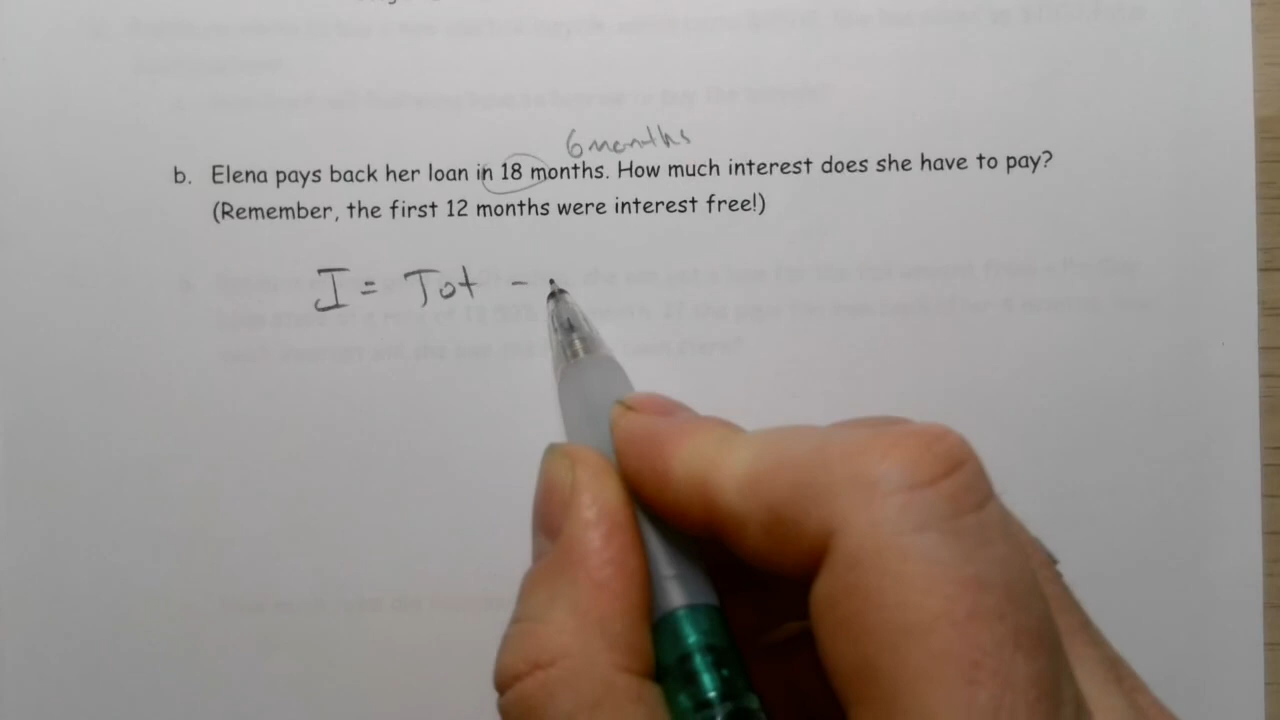 6 months
b. Elena pays back her loan in 18 months. How much interest does she have to pay?
(Remember, the first 12 months were interest free!)
I = Tot -